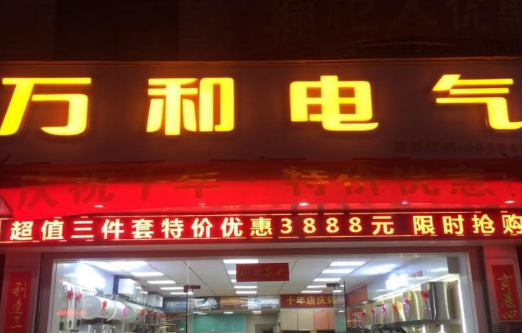 万和电气
庆祝十年 特价优惠
超值三件套特价优惠3888元 限时抢购
十年店庆